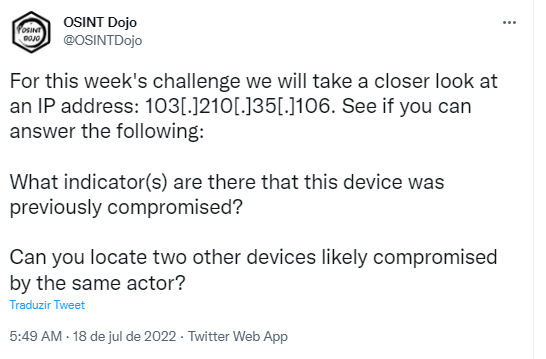 OSINT Dojo
@OSINTDojo
OSINT
DOJO
For this week's challenge we will take a closer look at
an IP address: 103[.]210[.]35[.]106. See if you can
answer the following:
What indicator(s) are there that this device was
previously compromised?
Can you locate two other devices likely compromised
by the same actor?
Traduzir Tweet
5:49 AM · 18 de jul de 2022 · Twitter Web App